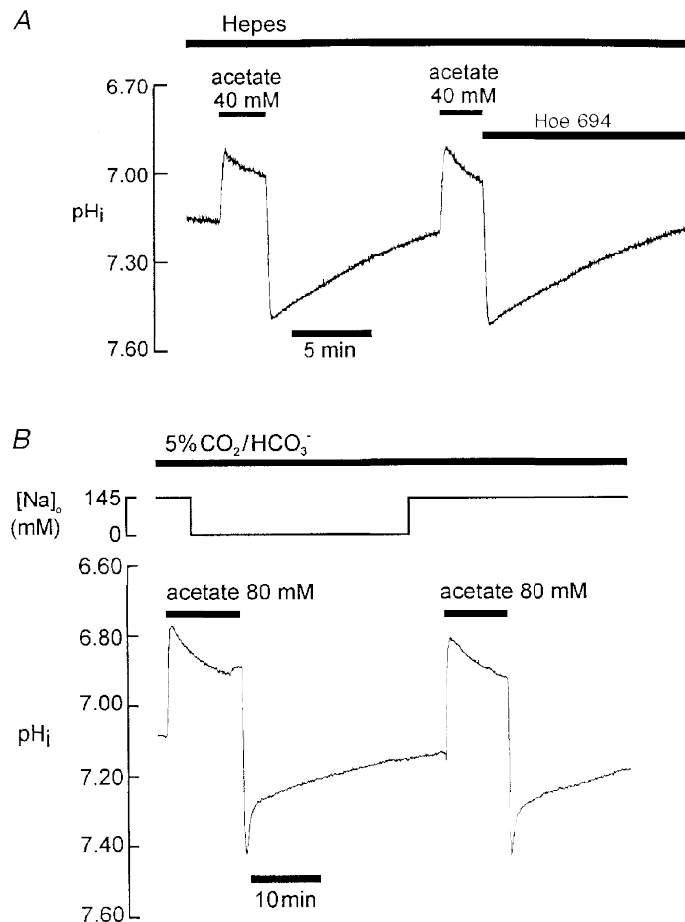 A
Hepes
acetate
40 mM
acetate
40 mM
Hoe 694
6.70
7.00
pHi
7.30
7.60
5 min
B
5%CO₂/HCO₃⁻
[Na]ₒ
(mM)
145
0
6.60
acetate 80 mM
acetate 80 mM
6.80
7.00
pHi
7.20
7.40
10min
7.60